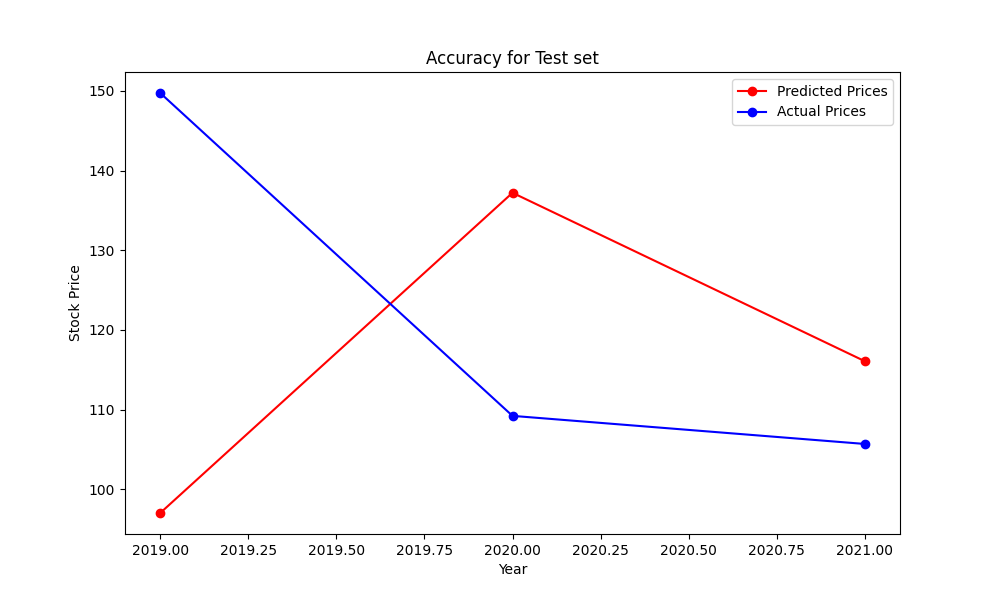 Accuracy for Test set
Predicted Prices
Actual Prices
150
140
130
120
110
100
Stock Price
2019.00 2019.25 2019.50 2019.75 2020.00 2020.25 2020.50 2020.75 2021.00
Year